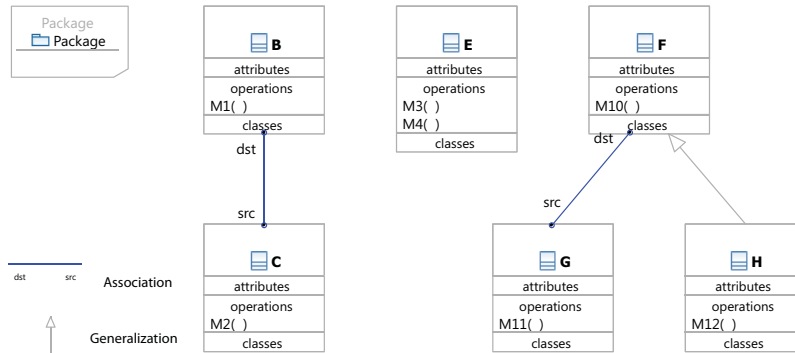 Package
Package
B
attributes
operations
M1( )
classes
E
attributes
operations
M3( )
M4( )
classes
F
attributes
operations
M10( )
classes
dst
src
dst
src
C
attributes
operations
M2( )
classes
G
attributes
operations
M11( )
classes
H
attributes
operations
M12( )
classes
dst src
Association
Generalization